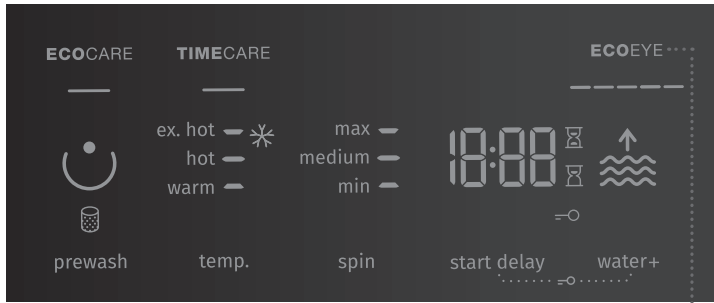 ECOCARE TIMECARE ECOEYE
ex. hot max
hot medium 18:88
warm min
prewash temp. spin start delay water+